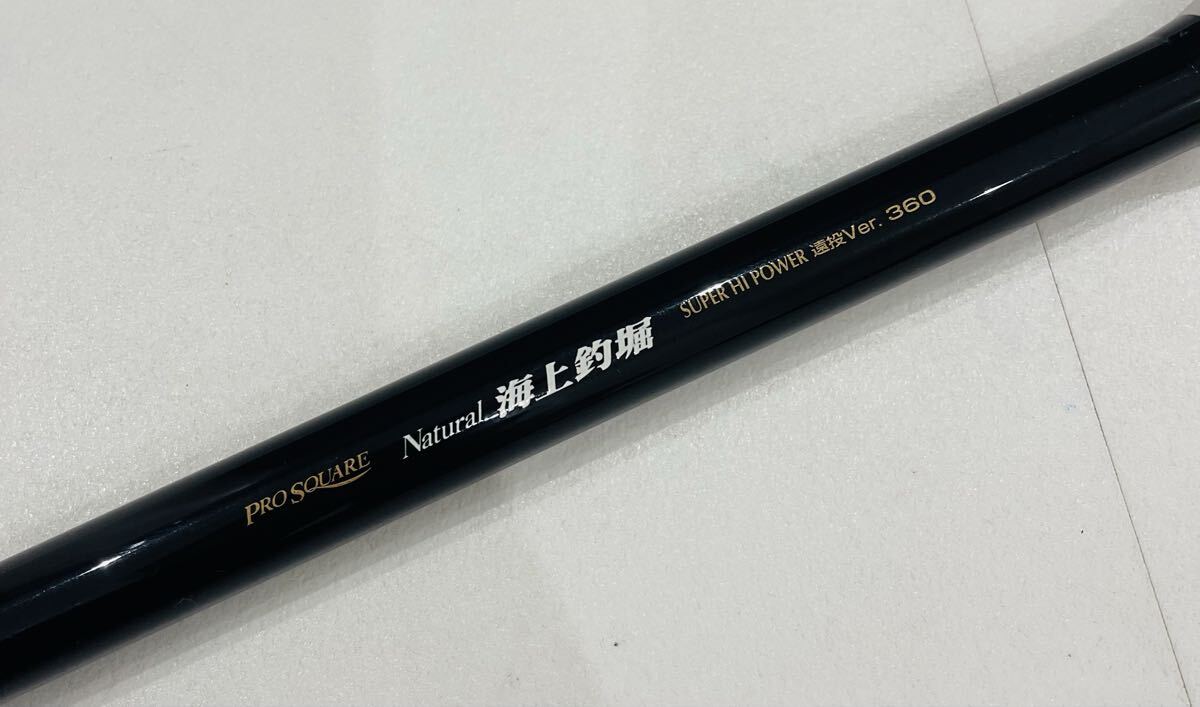 PRO SQUARE Natural 海上釣堀 SUPER HI POWER 遠投Ver. 360